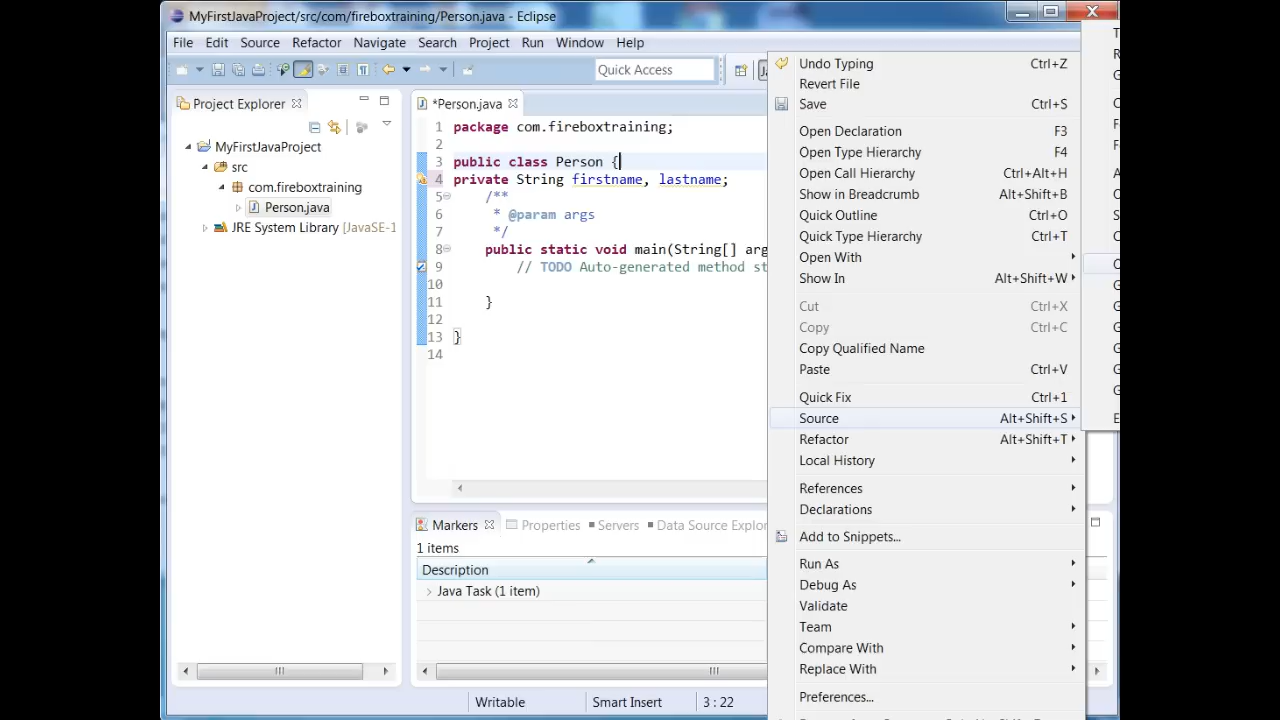 MyFirstJavaProject/src/com/fireboxtraining/Person.java - Eclipse
File Edit Source Refactor Navigate Search Project Run Window Help
Quick Access
Project Explorer
MyFirstJavaProject
src
com.fireboxtraining
Person.java
JRE System Library [JavaSE-1
*Person.java
1 package com.fireboxtraining;
2
3 public class Person {
4 private String firstname, lastname;
5 /**
6 * @param args
7 */
8 public static void main(String[] arg
9 // TODO Auto-generated method st
10
11 }
12
13 }
14
Markers Properties Servers Data Source Explor
1 items
Description
Java Task (1 item)
Writable Smart Insert 3 : 22
Undo Typing Ctrl+Z
Revert File
Save Ctrl+S
Open Declaration F3
Open Type Hierarchy F4
Open Call Hierarchy Ctrl+Alt+H
Show in Breadcrumb Alt+Shift+B
Quick Outline Ctrl+O
Quick Type Hierarchy Ctrl+T
Open With
Show In Alt+Shift+W
Cut Ctrl+X
Copy Ctrl+C
Copy Qualified Name
Paste Ctrl+V
Quick Fix Ctrl+1
Source Alt+Shift+S
Refactor Alt+Shift+T
Local History
References
Declarations
Add to Snippets...
Run As
Debug As
Validate
Team
Compare With
Replace With
Preferences...